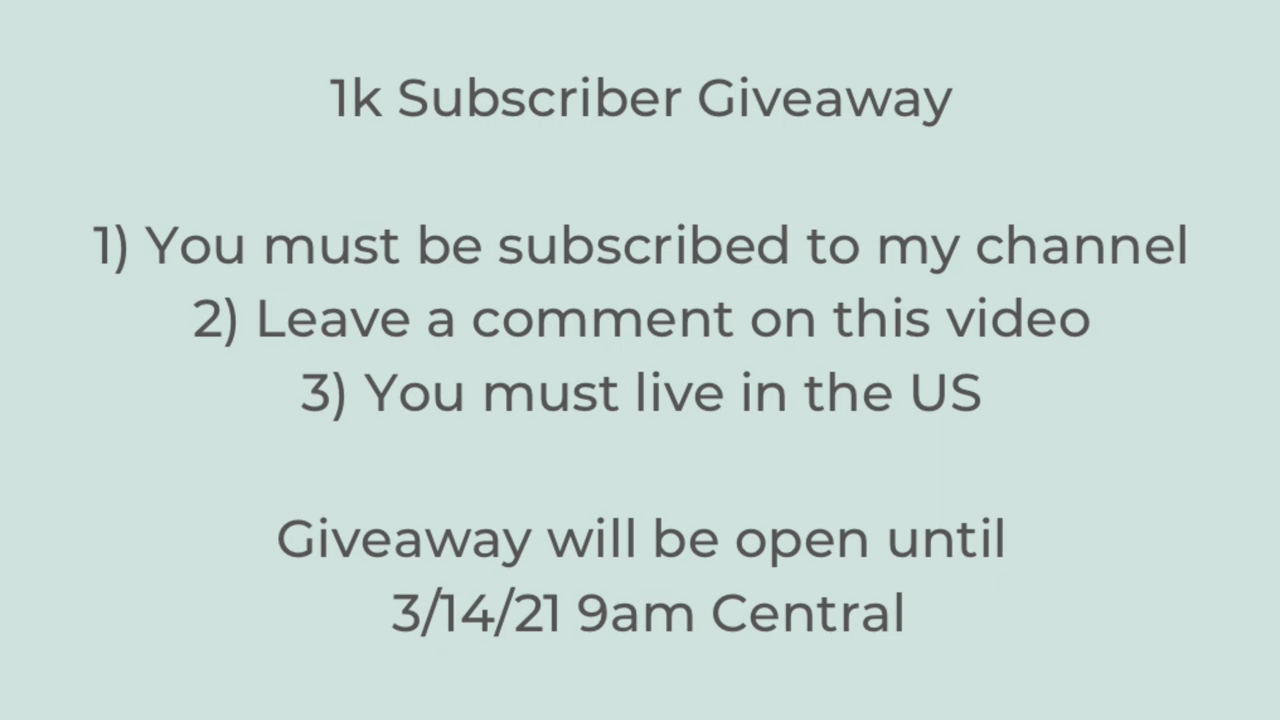 1k Subscriber Giveaway
1) You must be subscribed to my channel
2) Leave a comment on this video
3) You must live in the US
Giveaway will be open until
3/14/21 9am Central